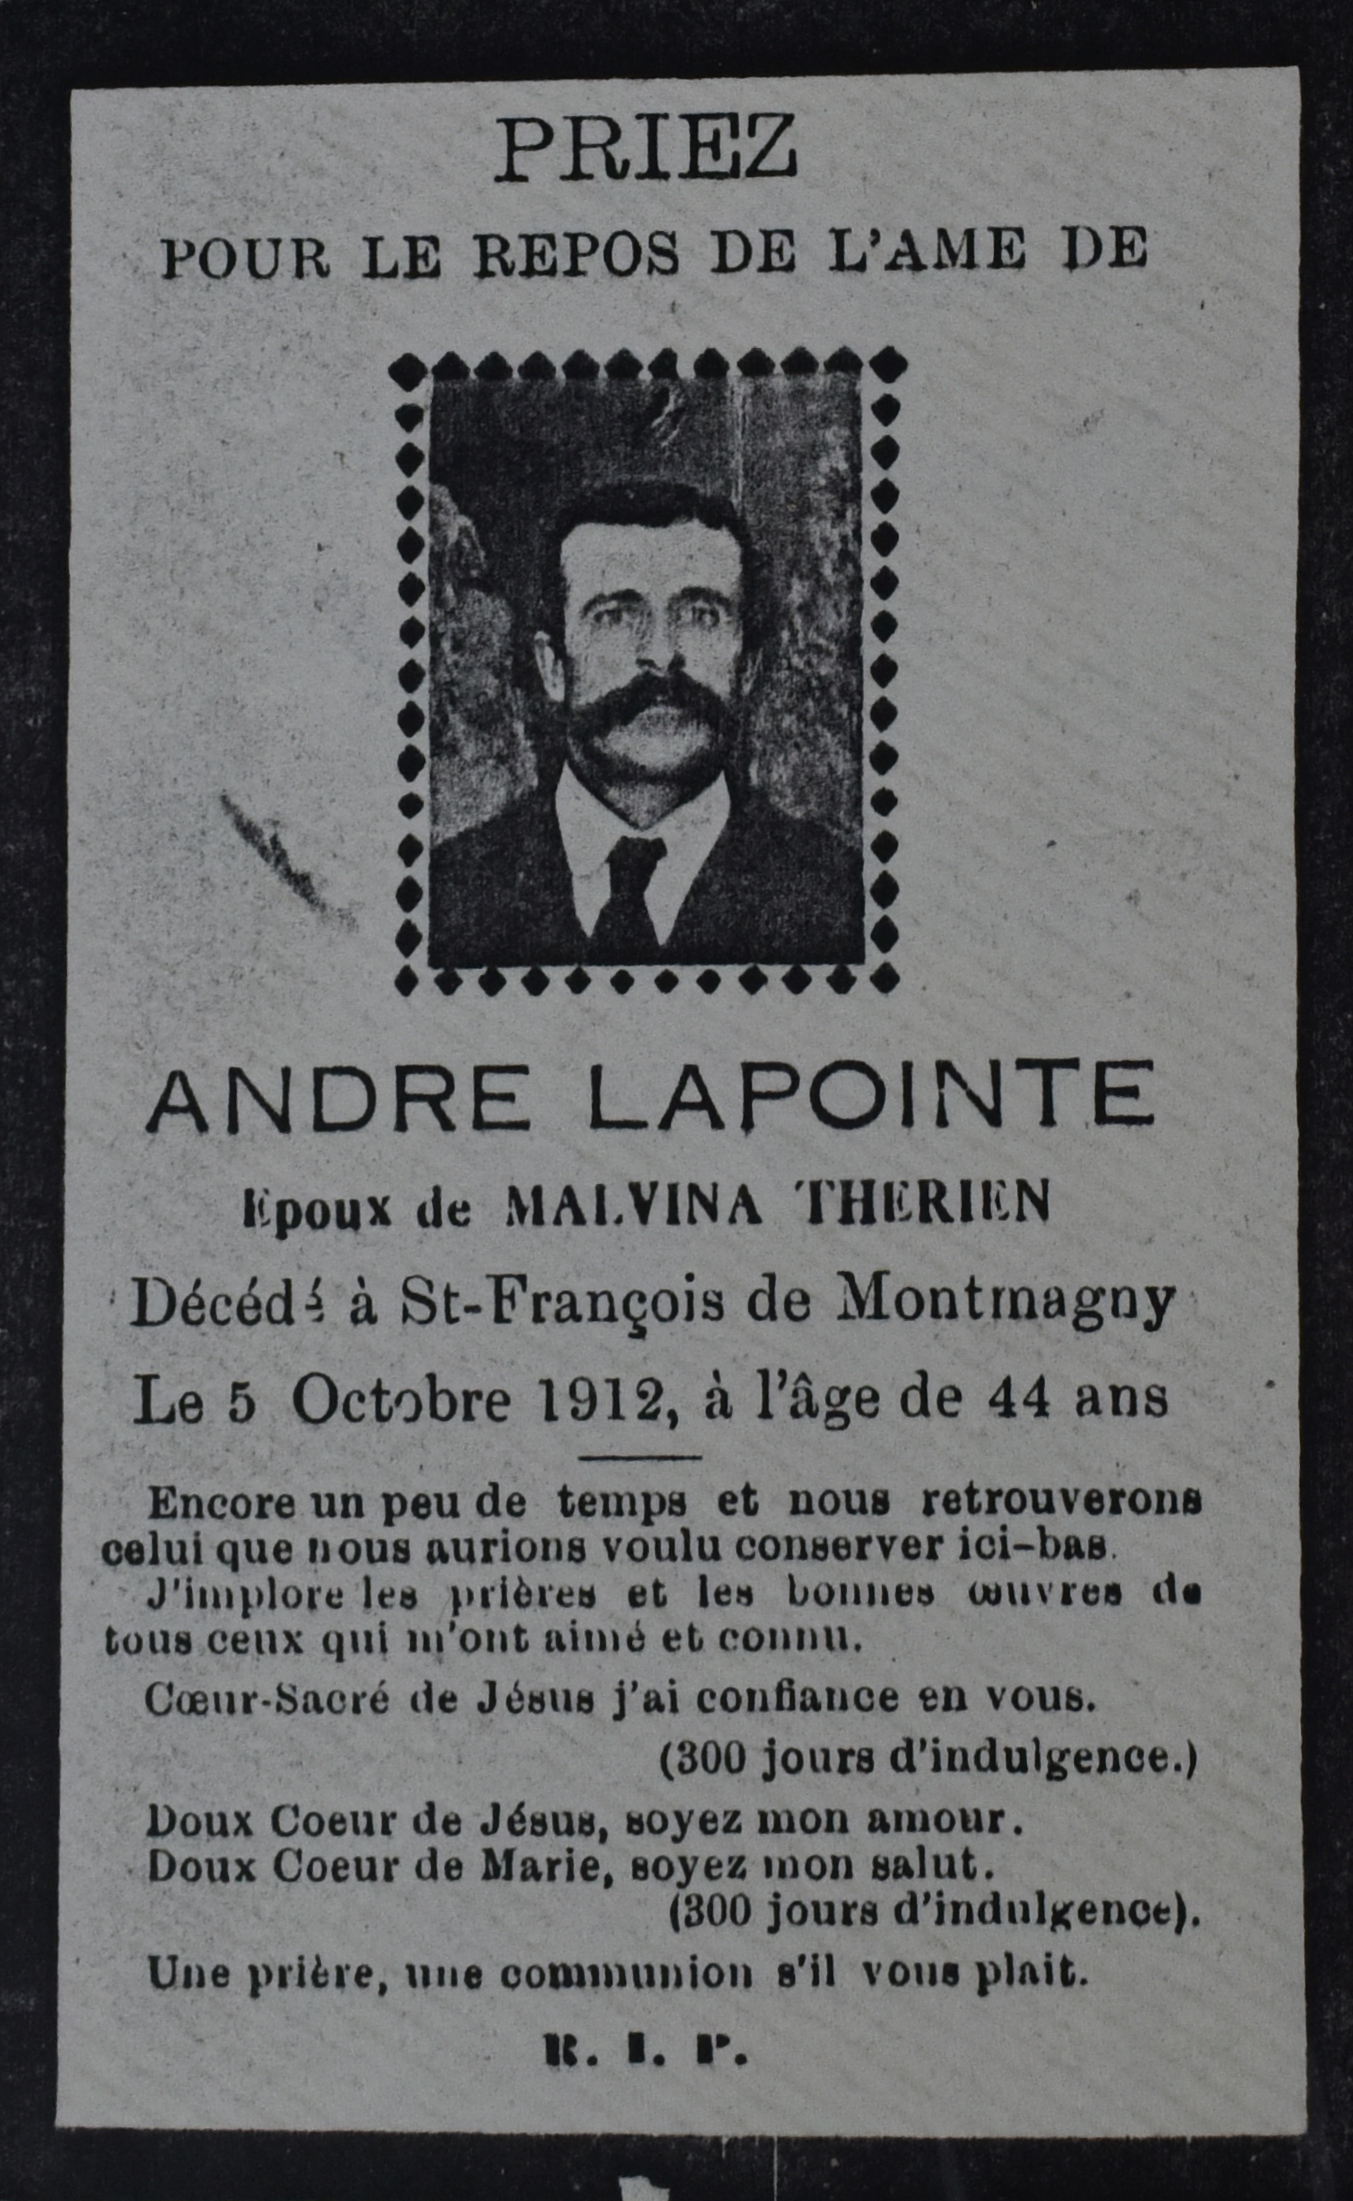 PRIEZ
POUR LE REPOS DE L'AME DE
ANDRE LAPOINTE
Epoux de MALVINA THERIEN
Décédé à St-François de Montmagny
Le 5 Octobre 1912, à l'âge de 44 ans
Encore un peu de temps et nous retrouverons
celui que nous aurions voulu conserver ici-bas.
J'implore les prières et les bonnes œuvres de
tous ceux qui m'ont aimé et connu.
Cœur-Sacré de Jésus j'ai confiance en vous.
(300 jours d'indulgence.)
Doux Coeur de Jésus, soyez mon amour.
Doux Coeur de Marie, soyez mon salut.
(300 jours d'indulgence).
Une prière, une communion s'il vous plait.
R. I. P.